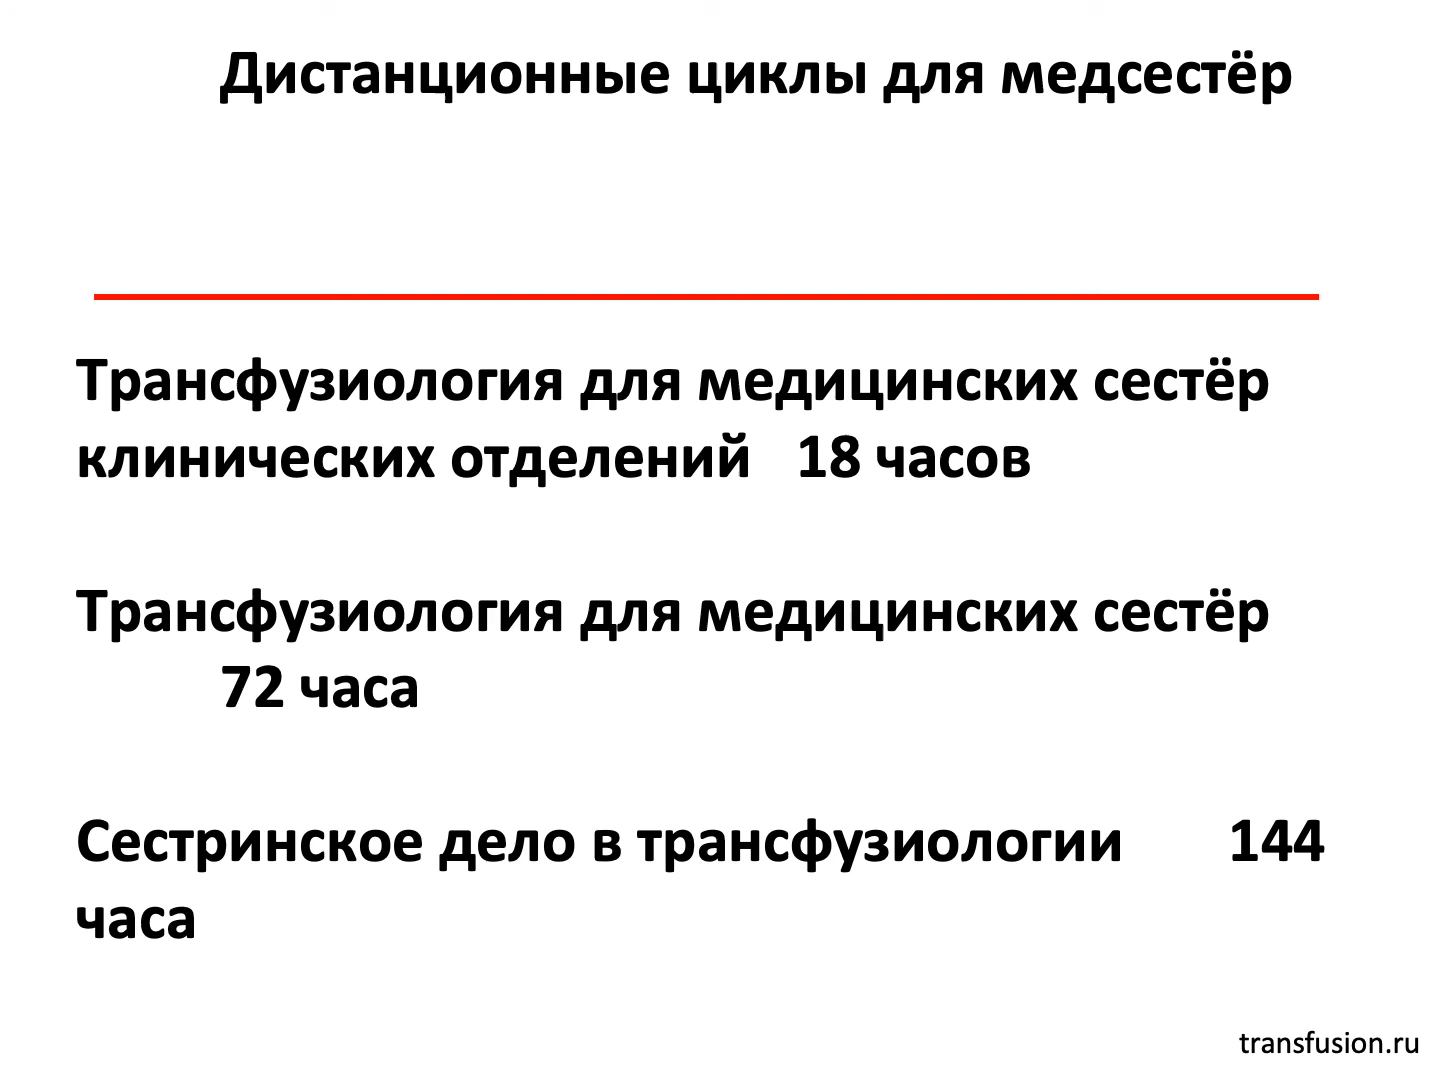 Дистанционные циклы для медсестёр
Трансфузиология для медицинских сестёр
клинических отделений 18 часов
Трансфузиология для медицинских сестёр
72 часа
Сестринское дело в трансфузиологии 144
часа
transfusion.ru